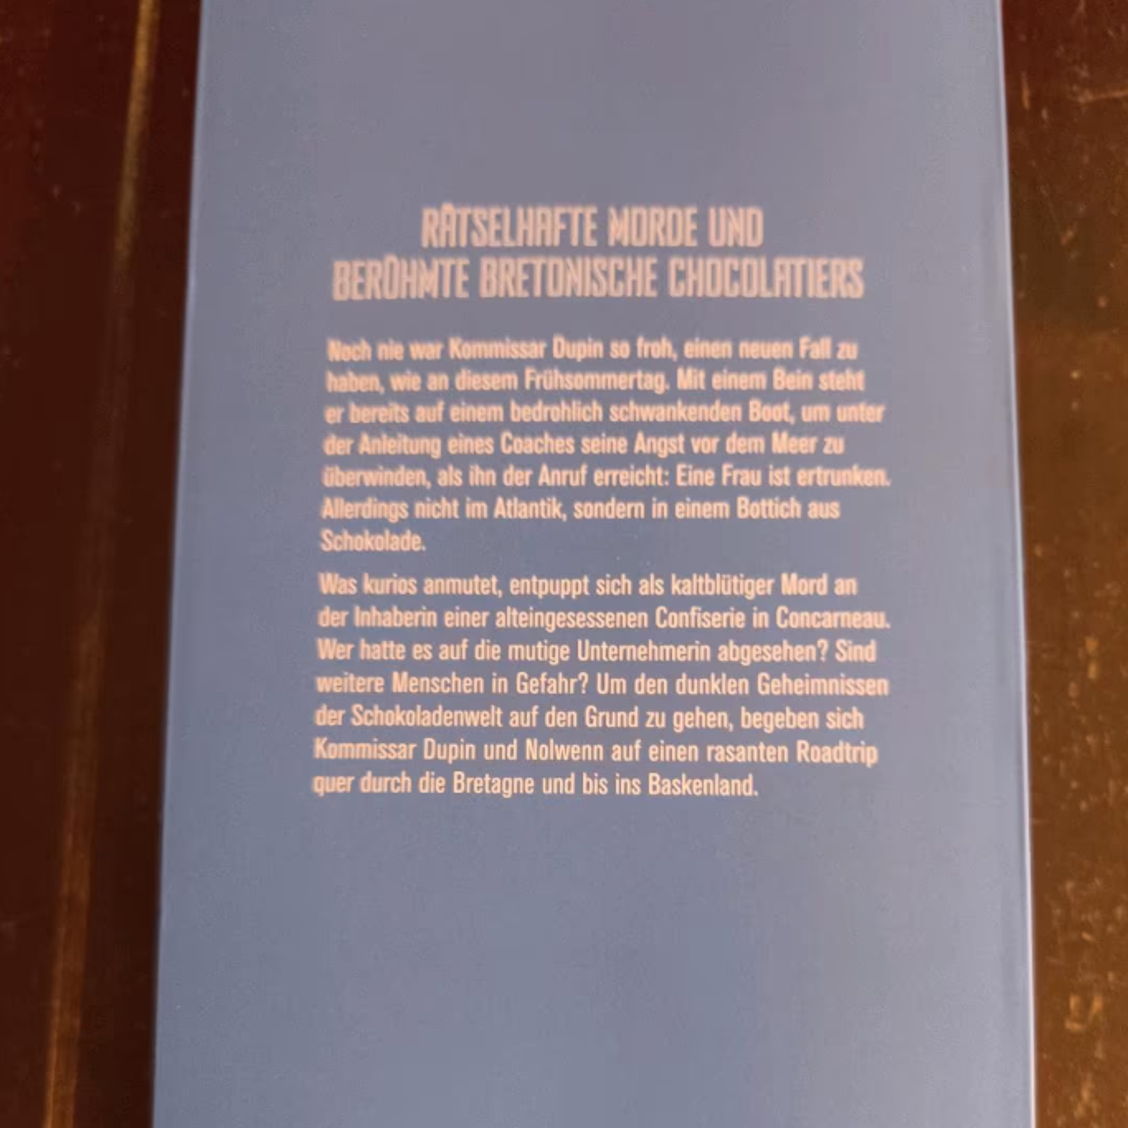 RÄTSELHAFTE MORDE UND
BERÜHMTE BRETONISCHE CHOCOLATIERS
Noch nie war Kommissar Dupin so froh, einen neuen Fall zu
haben, wie an diesem Frühsommertag. Mit einem Bein steht
er bereits auf einem bedrohlich schwankenden Boot, um unter
der Anleitung eines Coaches seine Angst vor dem Meer zu
überwinden, als ihn der Anruf erreicht: Eine Frau ist ertrunken.
Allerdings nicht im Atlantik, sondern in einem Bottich aus
Schokolade.
Was kurios anmutet, entpuppt sich als kaltblütiger Mord an
der Inhaberin einer alteingesessenen Confiserie in Concarneau.
Wer hatte es auf die mutige Unternehmerin abgesehen? Sind
weitere Menschen in Gefahr? Um den dunklen Geheimnissen
der Schokoladenwelt auf den Grund zu gehen, begeben sich
Kommissar Dupin und Nolwenn auf einen rasanten Roadtrip
quer durch die Bretagne und bis ins Baskenland.